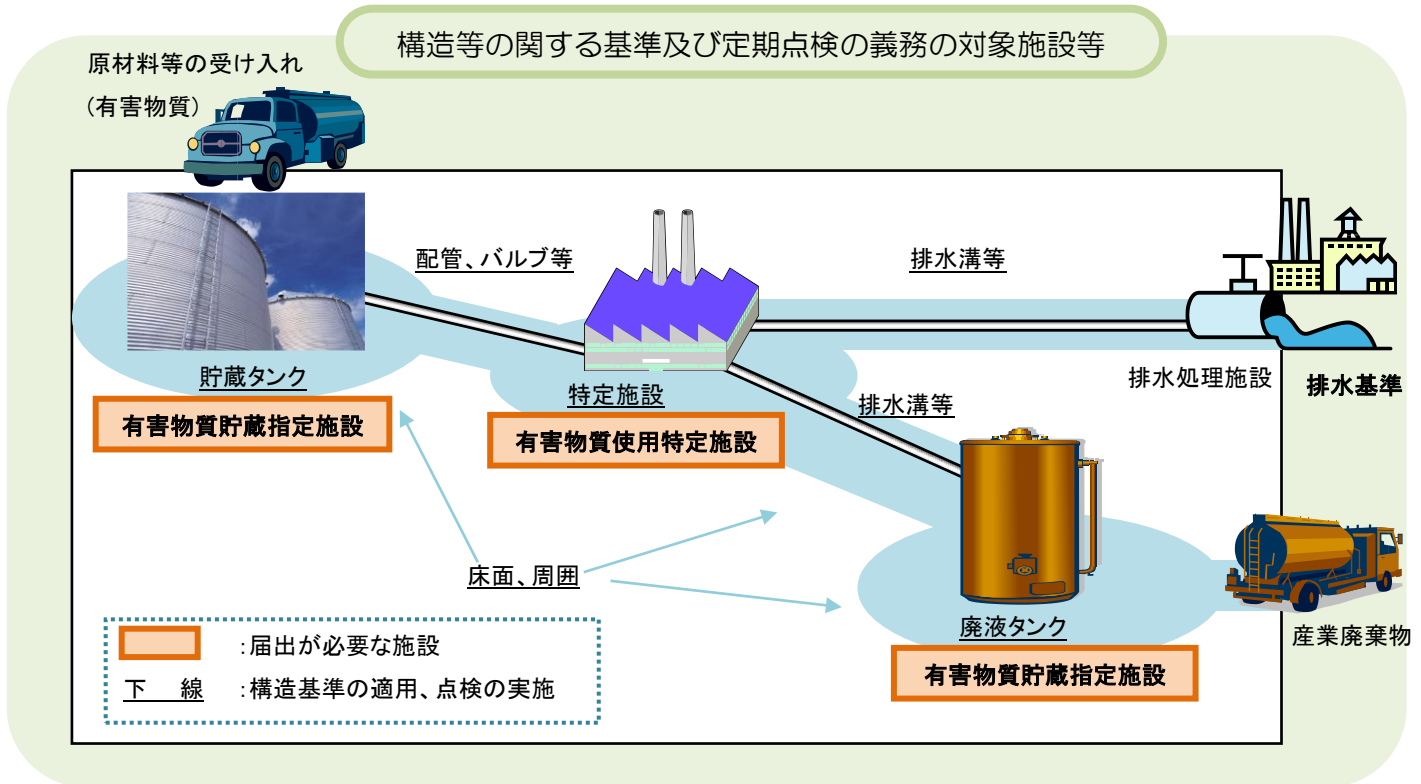 構造等の関する基準及び定期点検の義務の対象施設等
原材料等の受け入れ
(有害物質)
配管、バルブ等
排水溝等
貯蔵タンク
有害物質貯蔵指定施設
特定施設
有害物質使用特定施設
排水溝等
排水処理施設
排水基準
床面、周囲
廃液タンク
有害物質貯蔵指定施設
産業廃棄物
:届出が必要な施設
下 線 :構造基準の適用、点検の実施